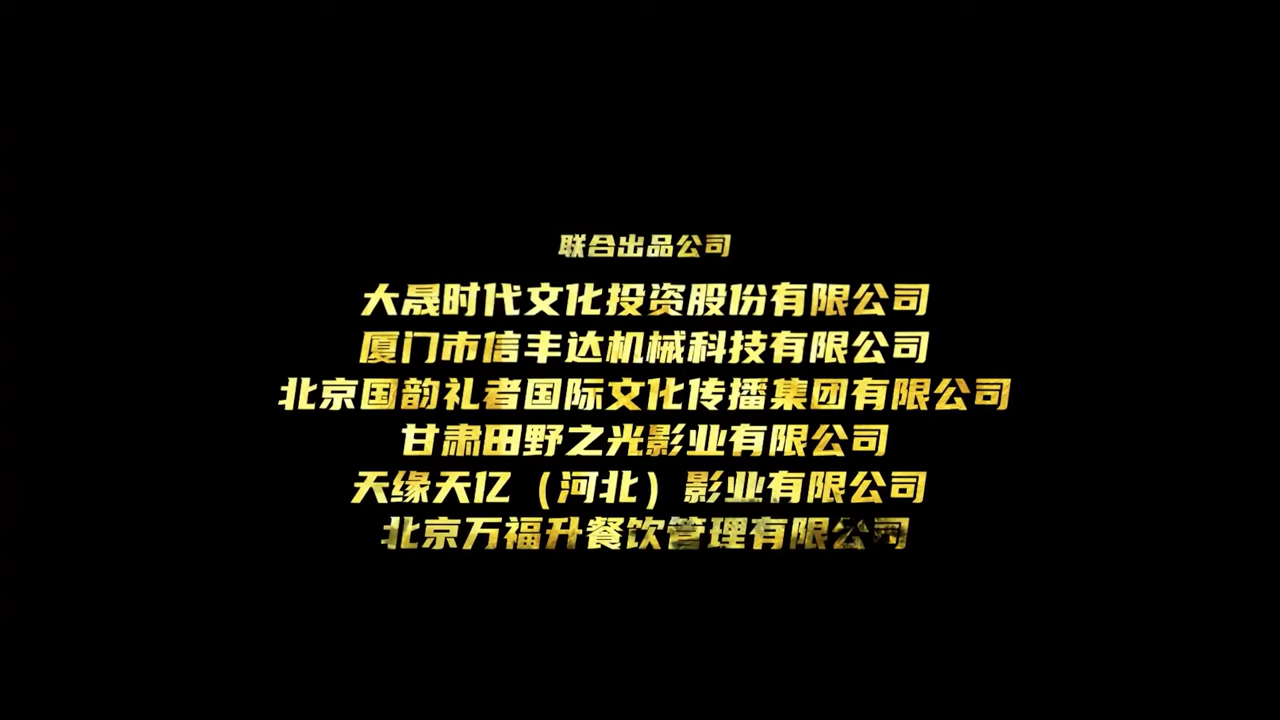 联合出品公司
大晟时代文化投资股份有限公司
厦门市信丰达机械科技有限公司
北京国韵礼者国际文化传播集团有限公司
甘肃田野之光影业有限公司
天缘天亿（河北）影业有限公司
北京万福升餐饮管理有限公司